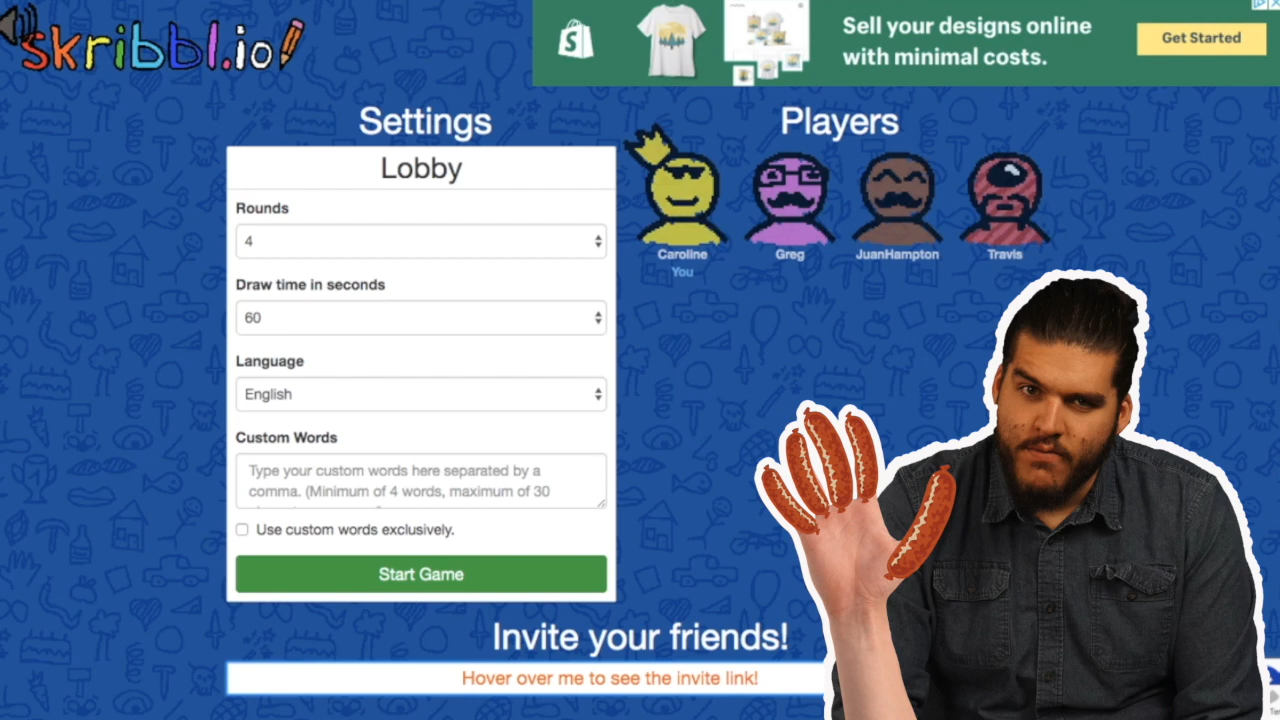 skribbl.io
Sell your designs online
with minimal costs.
Get Started
Settings
Players
Lobby
Rounds
4
Draw time in seconds
60
Language
English
Custom Words
Type your custom words here separated by a
comma. (Minimum of 4 words, maximum of 30
Use custom words exclusively.
Start Game
Caroline
Greg
JuanHampton
Travis
You
Invite your friends!
Hover over me to see the invite link!